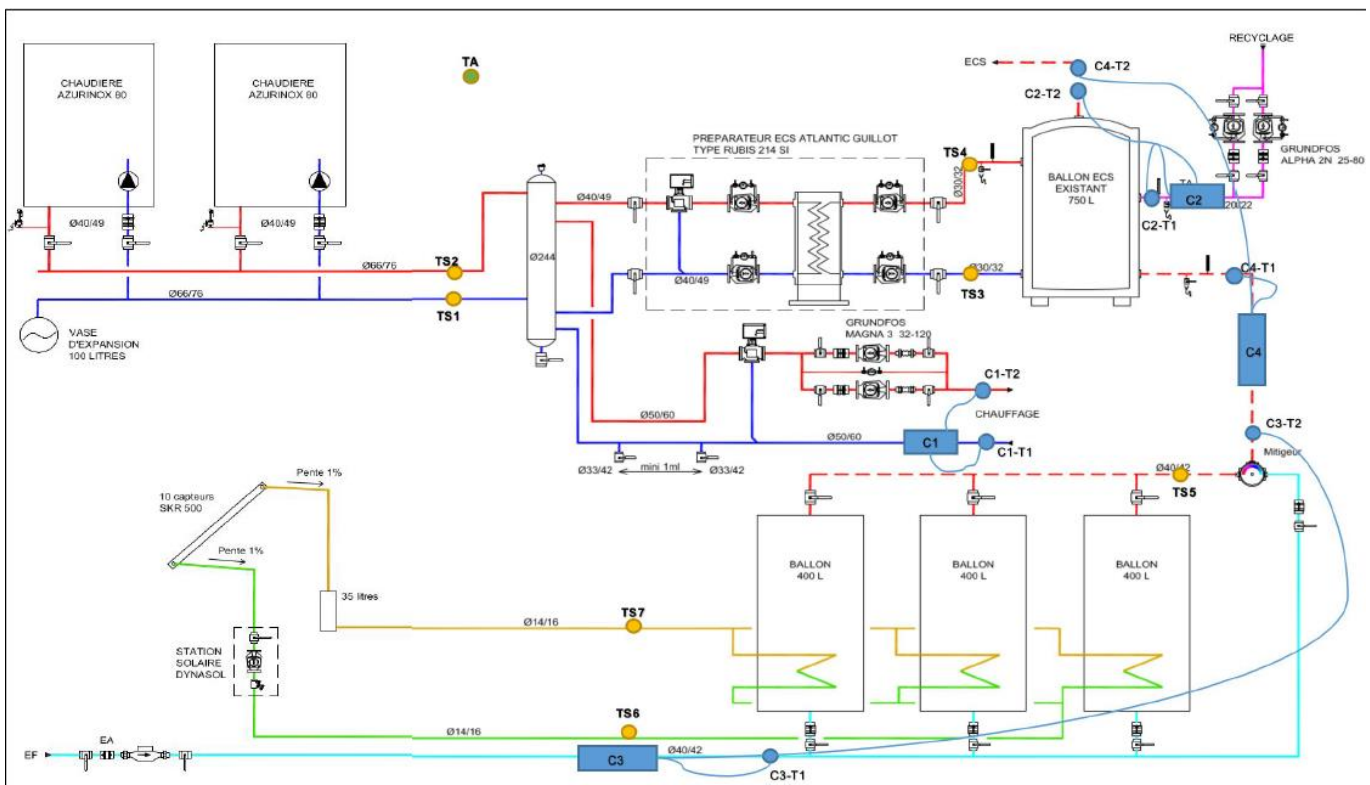 CHAUDIERE
AZURINOX 80
CHAUDIERE
AZURINOX 80
TA
ECS
C4-T2
C2-T2
RECYCLAGE
GRUNDFOS
ALPHA 2N 25-80
PREPARATEUR ECS ATLANTIC GUILLOT
TYPE RUBIS 214 SI
TS4
Ø30/32
BALLON ECS
EXISTANT
750 L
C2
C2-T1
Ø40/49
Ø40/49
Ø40/49
Ø40/49
Ø244
Ø66/76
TS2
Ø66/76
TS1
TS3
Ø30/32
C4-T1
VASE
D'EXPANSION
100 LITRES
GRUNDFOS
MAGNA 3 32-120
C4
C1-T2
CHAUFFAGE
Ø50/60
Ø50/60
C1
C1-T1
C3-T2
Mitigeur
Ø33/42
mini 1ml
Ø33/42
Ø40/42
TS5
Pente 1%
10 capteurs
SKR 500
Pente 1%
35 litres
BALLON
400 L
BALLON
400 L
BALLON
400 L
Ø14/16
TS7
STATION
SOLAIRE
DYNASOL
Ø14/16
TS6
EF
EA
C3
Ø40/42
C3-T1